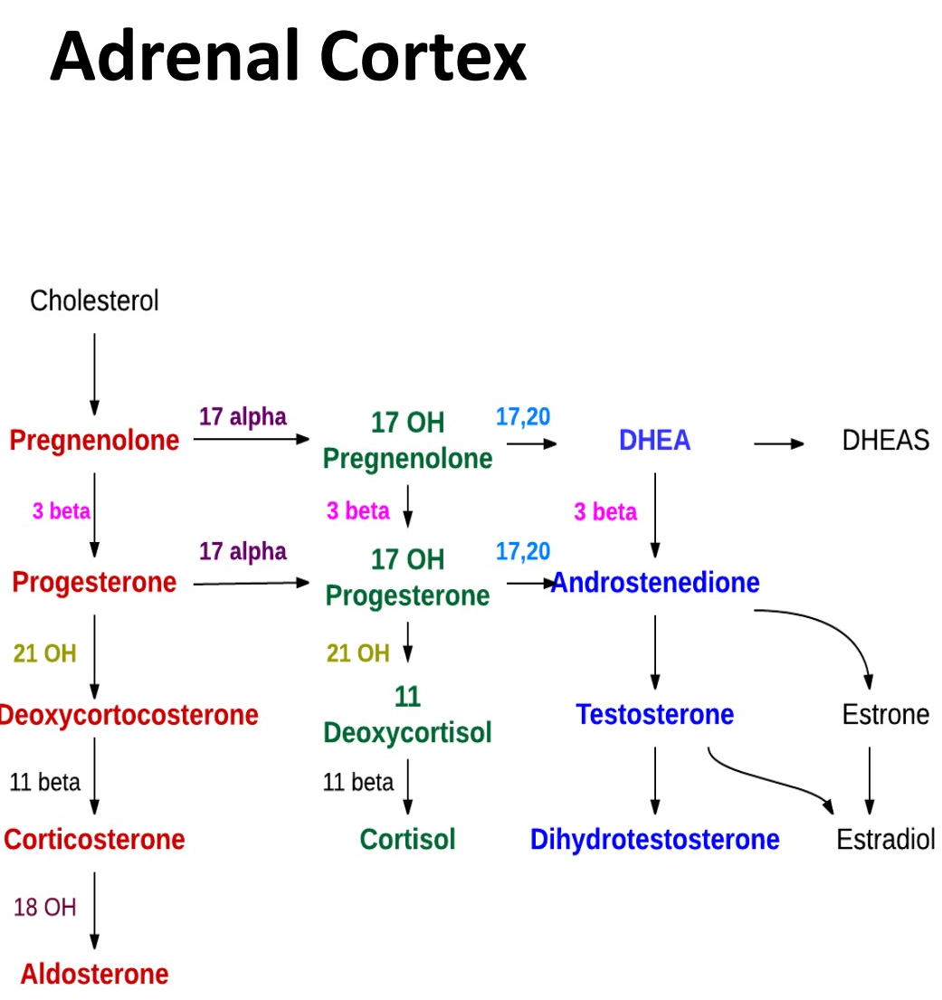 Adrenal Cortex
Cholesterol
17 alpha
17 OH
17,20
Pregnenolone
Pregnenolone
DHEA
DHEAS
3 beta
3 beta
3 beta
17 alpha
17 OH
17,20
Progesterone
Progesterone
Androstenedione
21 OH
21 OH
11
Deoxycortocosterone
Deoxycortisol
Testosterone
Estrone
11 beta
11 beta
Corticosterone
Cortisol
Dihydrotestosterone
Estradiol
18 OH
Aldosterone